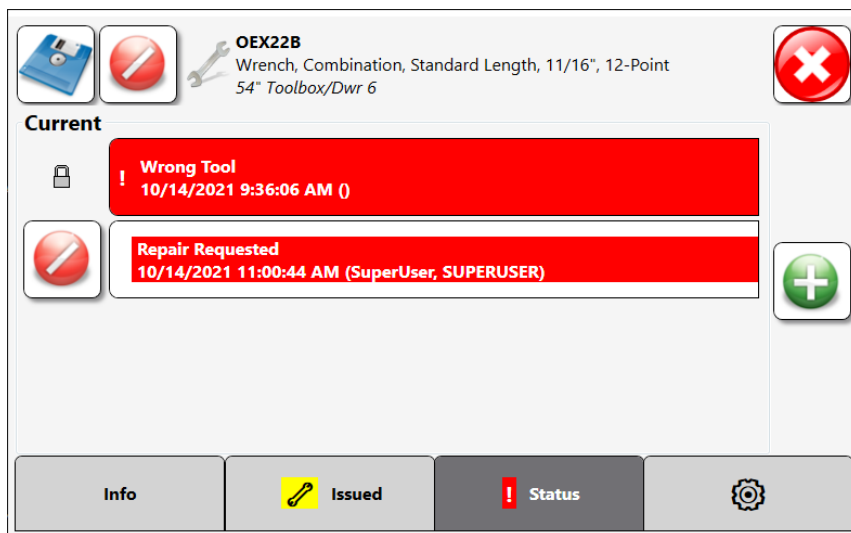 OEX22B
Wrench, Combination, Standard Length, 11/16", 12-Point
54" Toolbox/Dwr 6
Current
! Wrong Tool
10/14/2021 9:36:06 AM ()
Repair Requested
10/14/2021 11:00:44 AM (SuperUser, SUPERUSER)
Info
Issued
! Status